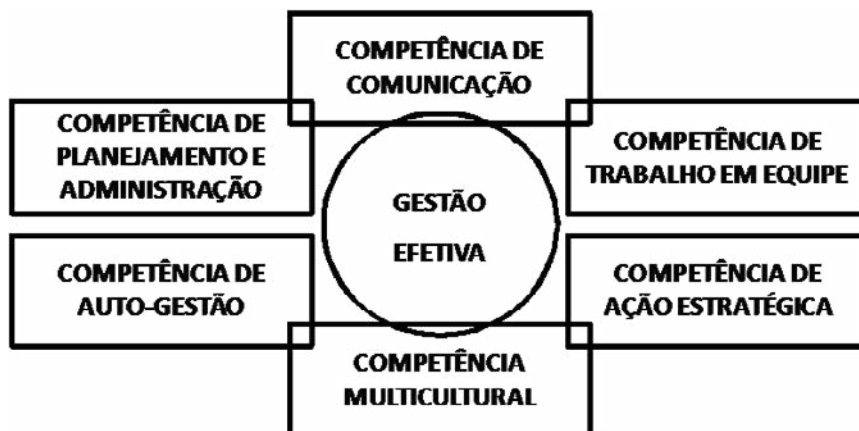 COMPETÊNCIA DE
COMUNICAÇÃO
COMPETÊNCIA DE
PLANEJAMENTO E
ADMINISTRAÇÃO
COMPETÊNCIA DE
TRABALHO EM EQUIPE
GESTÃO
EFETIVA
COMPETÊNCIA DE
AUTO-GESTÃO
COMPETÊNCIA DE
AÇÃO ESTRATÉGICA
COMPETÊNCIA
MULTICULTURAL